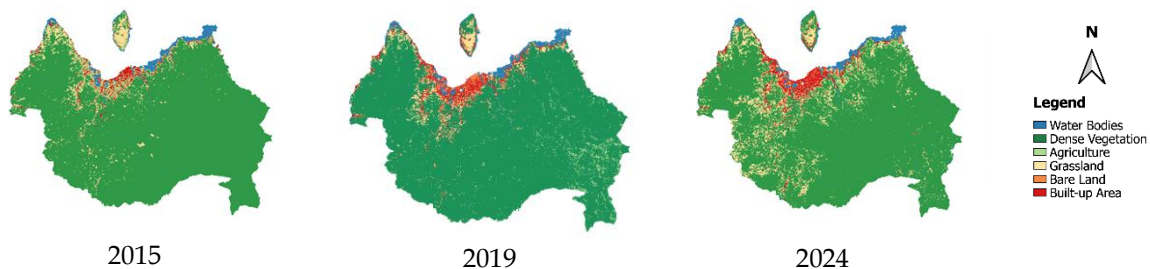 N
Legend
Water Bodies
Dense Vegetation
Agriculture
Grassland
Bare Land
Built-up Area
2015
2019
2024